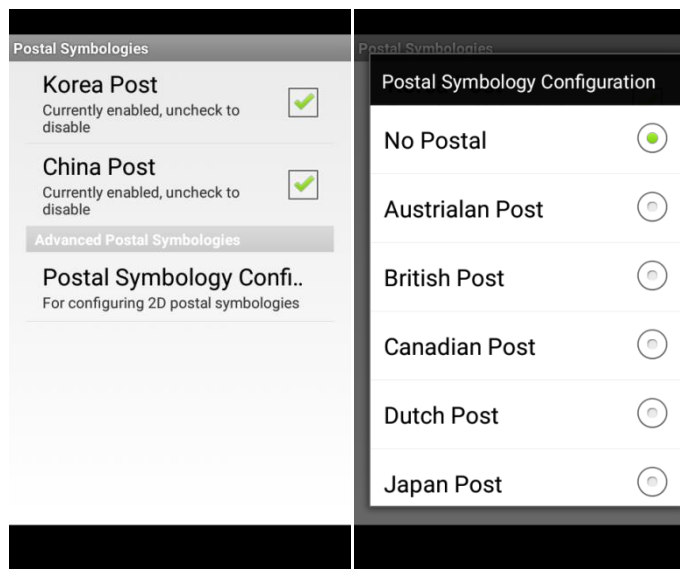 Postal Symbologies
Korea Post
Currently enabled, uncheck to
disable
China Post
Currently enabled, uncheck to
disable
Advanced Postal Symbologies
Postal Symbology Confi..
For configuring 2D postal symbologies
Postal Symbologies
Postal Symbology Configuration
No Postal
Austrialan Post
British Post
Canadian Post
Dutch Post
Japan Post